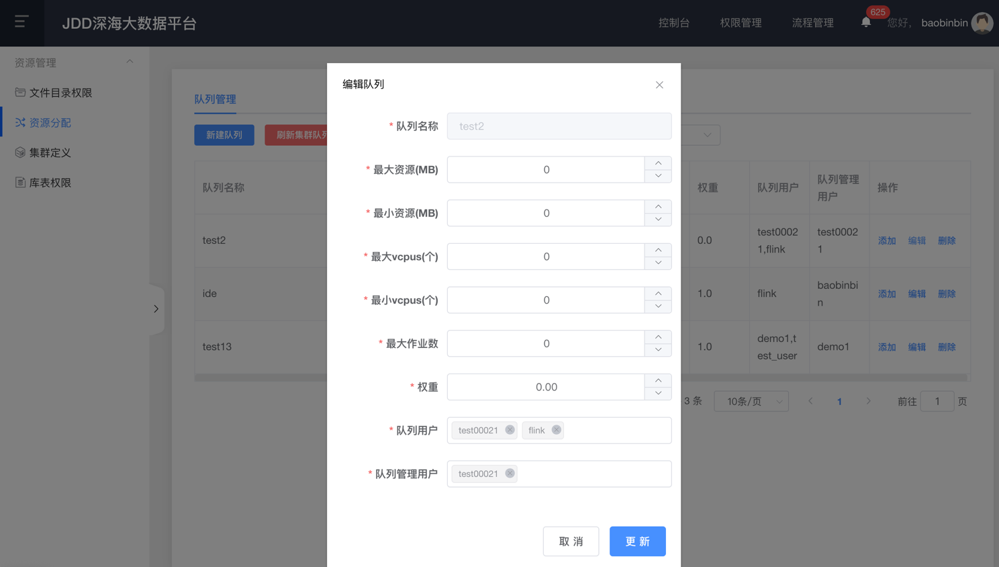 JDD深海大数据平台
控制台
权限管理
流程管理
625
您好，
baobinbin
资源管理
文件目录权限
资源分配
集群定义
库表权限
队列管理
新建队列
刷新集群队列
队列名称
权重
队列用户
队列管理
用户
操作
test2
0.0
test0002
1,flink
test0002
1
添加
编辑
删除
ide
1.0
flink
baobinbi
n
添加
编辑
删除
test13
1.0
demo1,t
est_user
demo1
添加
编辑
删除
3 条
10条/页
1
前往
1
页
编辑队列
* 队列名称
test2
* 最大资源(MB)
0
* 最小资源(MB)
0
* 最大vcpus(个)
0
* 最小vcpus(个)
0
* 最大作业数
0
* 权重
0.00
* 队列用户
test00021
flink
* 队列管理用户
test00021
取 消
更 新